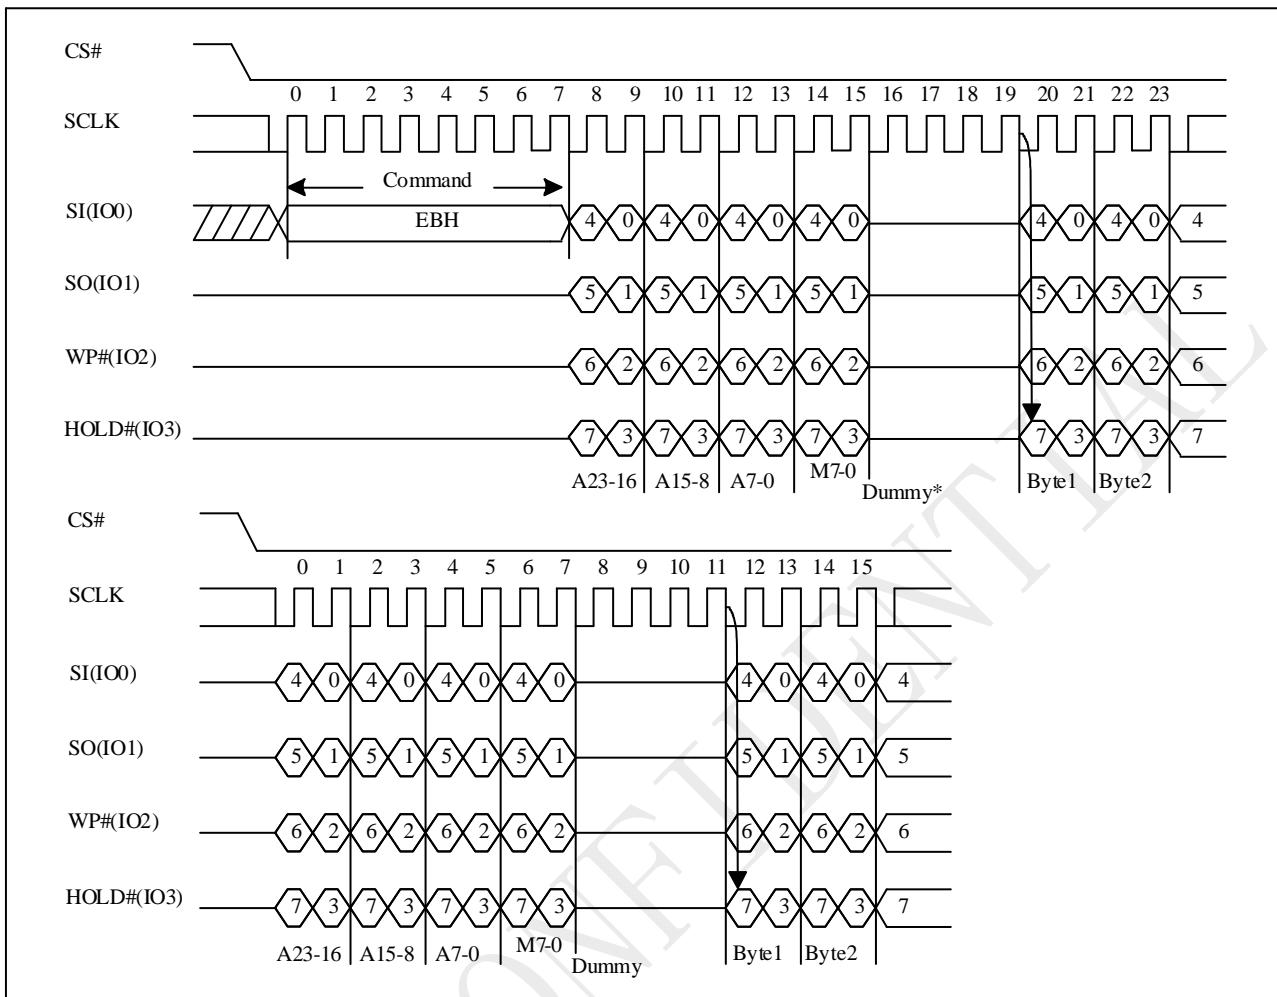 CS#
0 1 2 3 4 5 6 7 8 9 10 11 12 13 14 15 16 17 18 19 20 21 22 23
SCLK
Command
SI(IO0) EBH 4 0 4 0 4 0 4 0 4 0 4 0 4
SO(IO1) 5 1 5 1 5 1 5 1 5 1 5 1 5
WP#(IO2) 6 2 6 2 6 2 6 2 6 2 6 2 6
HOLD#(IO3) 7 3 7 3 7 3 7 3 7 3 7 3 7
A23-16 A15-8 A7-0 M7-0 Dummy* Byte1 Byte2
CS#
0 1 2 3 4 5 6 7 8 9 10 11 12 13 14 15
SCLK
SI(IO0) 4 0 4 0 4 0 4 0 4 0 4 0 4
SO(IO1) 5 1 5 1 5 1 5 1 5 1 5 1 5
WP#(IO2) 6 2 6 2 6 2 6 2 6 2 6 2 6
HOLD#(IO3) 7 3 7 3 7 3 7 3 7 3 7 3 7
A23-16 A15-8 A7-0 M7-0 Dummy Byte1 Byte2
CONFIDENTIAL